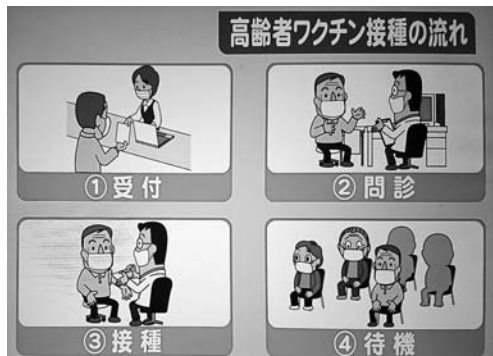 高齢者ワクチン接種の流れ
①受付
②問診
③接種
④待機